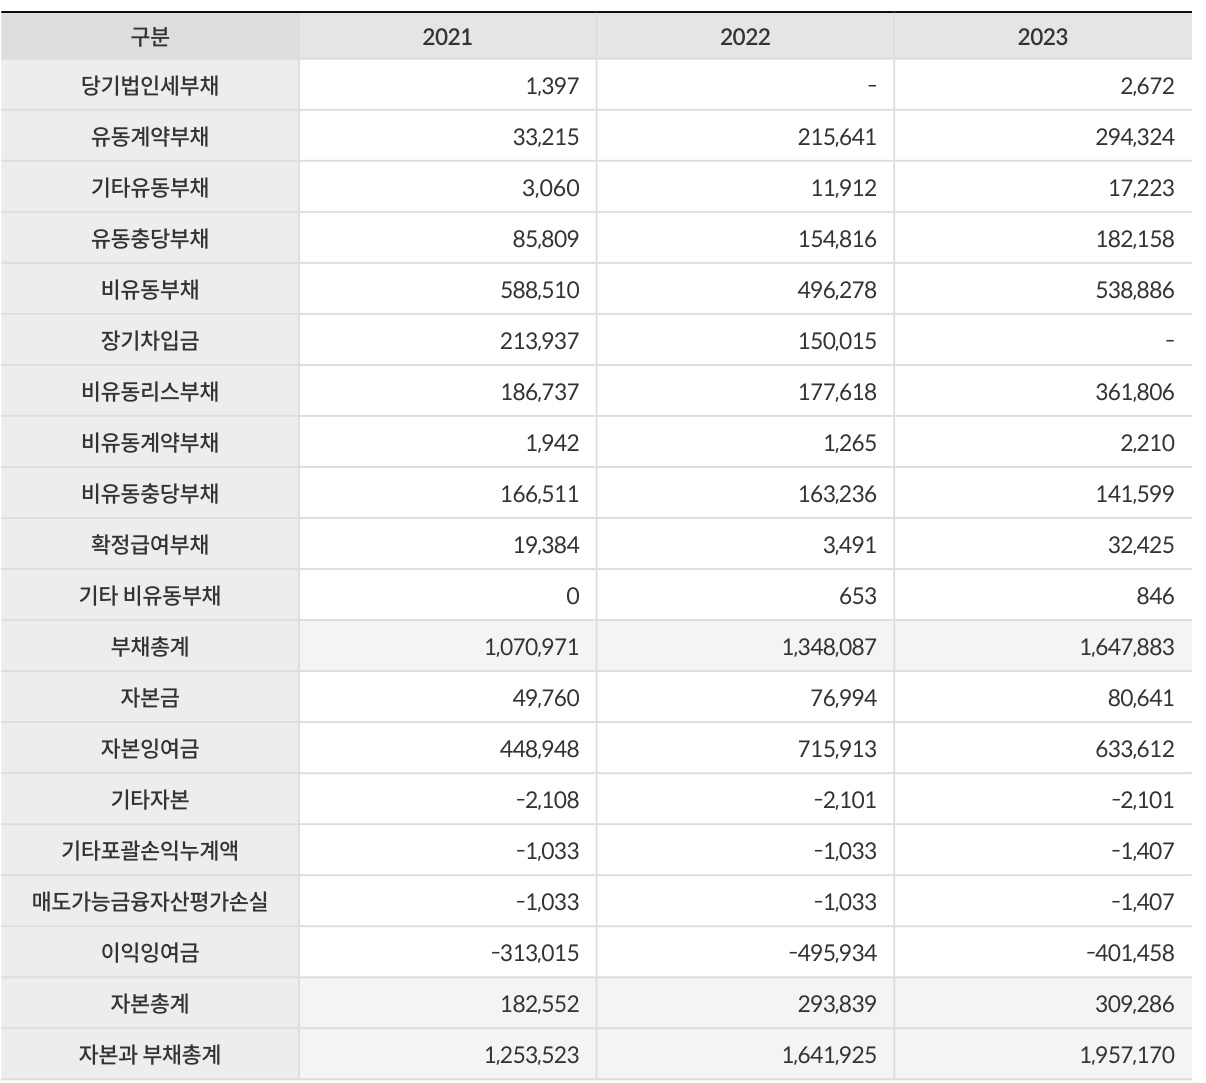 구분 2021 2022 2023
당기법인세부채 1,397 - 2,672
유동계약부채 33,215 215,641 294,324
기타유동부채 3,060 11,912 17,223
유동충당부채 85,809 154,816 182,158
비유동부채 588,510 496,278 538,886
장기차입금 213,937 150,015 -
비유동리스부채 186,737 177,618 361,806
비유동계약부채 1,942 1,265 2,210
비유동충당부채 166,511 163,236 141,599
확정급여부채 19,384 3,491 32,425
기타 비유동부채 0 653 846
부채총계 1,070,971 1,348,087 1,647,883
자본금 49,760 76,994 80,641
자본잉여금 448,948 715,913 633,612
기타자본 -2,108 -2,101 -2,101
기타포괄손익누계액 -1,033 -1,033 -1,407
매도가능금융자산평가손실 -1,033 -1,033 -1,407
이익잉여금 -313,015 -495,934 -401,458
자본총계 182,552 293,839 309,286
자본과 부채총계 1,253,523 1,641,925 1,957,170